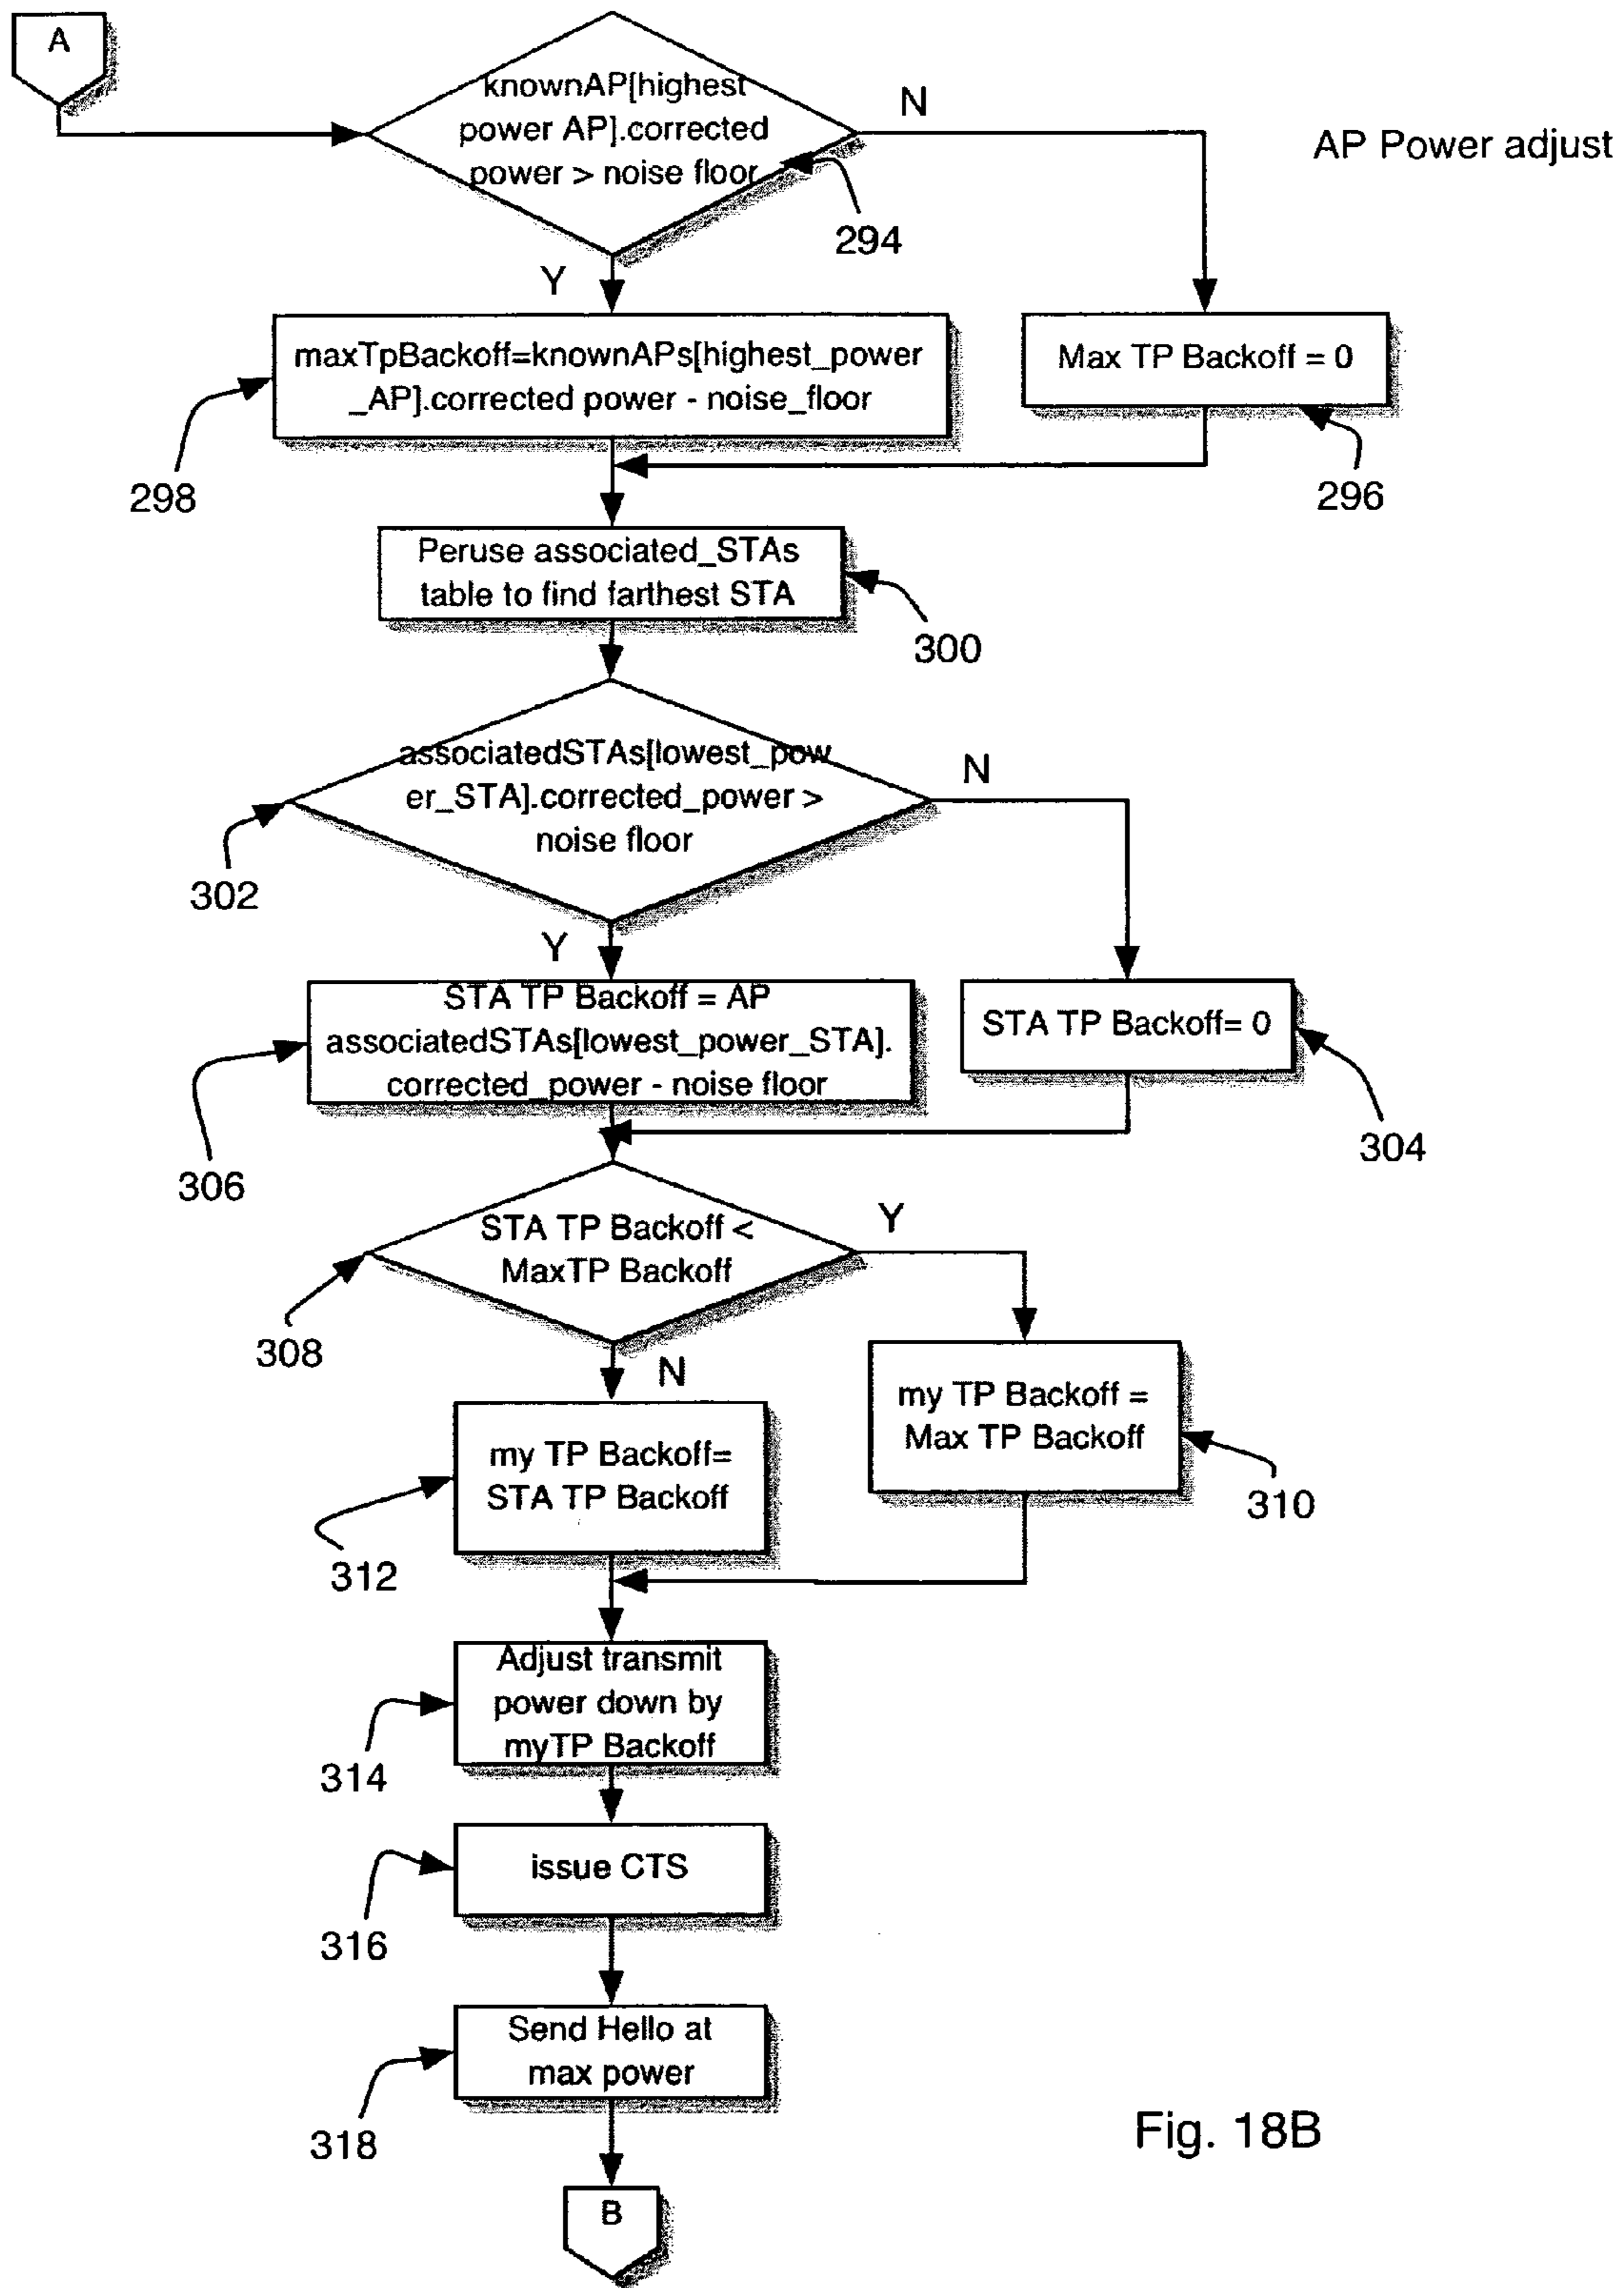 A
knownAP[highest
power AP].corrected
power > noise floor
N
AP Power adjust
294
Y
maxTpBackoff=knownAPs[highest_power
_AP].corrected power - noise_floor
Max TP Backoff = 0
298
296
Peruse associated_STAs
table to find farthest STA
300
associatedSTAs[lowest_pow
er_STA].corrected_power >
noise floor
N
302
Y
STA TP Backoff = AP
associatedSTAs[lowest_power_STA].
corrected_power - noise floor
STA TP Backoff= 0
304
306
STA TP Backoff <
MaxTP Backoff
Y
308
N
my TP Backoff =
Max TP Backoff
my TP Backoff=
STA TP Backoff
310
312
Adjust transmit
power down by
myTP Backoff
314
issue CTS
316
Send Hello at
max power
318
Fig. 18B
B